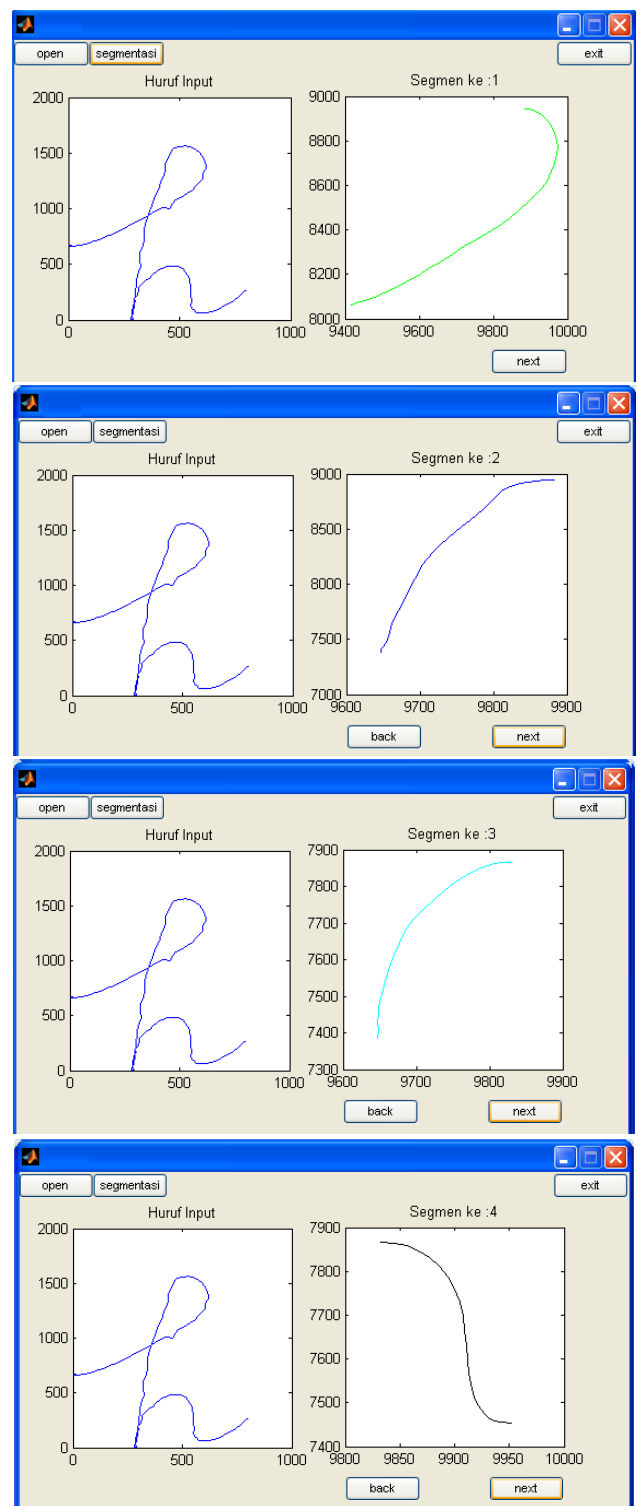 open segmentasi exit
Huruf Input Segmen ke :1
2000 9000
8800
1500
8600
1000
8400
500
8200
0 8000
0 500 1000 9400 9600 9800 10000
next
open segmentasi exit
Huruf Input Segmen ke :2
2000 9000
1500 8500
1000 8000
500 7500
0 7000
0 500 1000 9600 9700 9800 9900
back next
open segmentasi exit
Huruf Input Segmen ke :3
2000 7900
7800
1500
7700
1000 7600
7500
500
7400
0 7300
0 500 1000 9600 9700 9800 9900
back next
open segmentasi exit
Huruf Input Segmen ke :4
2000 7900
7800
1500
7700
1000
7600
500
7500
0 7400
0 500 1000 9800 9850 9900 9950 10000
back next